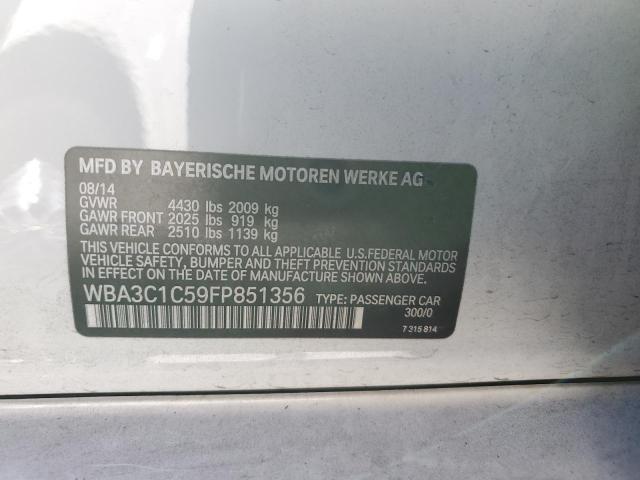 MFD BY BAYERISCHE MOTOREN WERKE AG
08/14
GVWR 4430 lbs 2009 kg
GAWR FRONT 2025 lbs 919 kg
GAWR REAR 2510 lbs 1139 kg
THIS VEHICLE CONFORMS TO ALL APPLICABLE U.S. FEDERAL MOTOR
VEHICLE SAFETY, BUMPER, AND THEFT PREVENTION STANDARDS
IN EFFECT ON THE DATE OF MANUFACTURE SHOWN ABOVE.
WBA3C1C59FP851356 TYPE: PASSENGER CAR
300/0
7 315 814